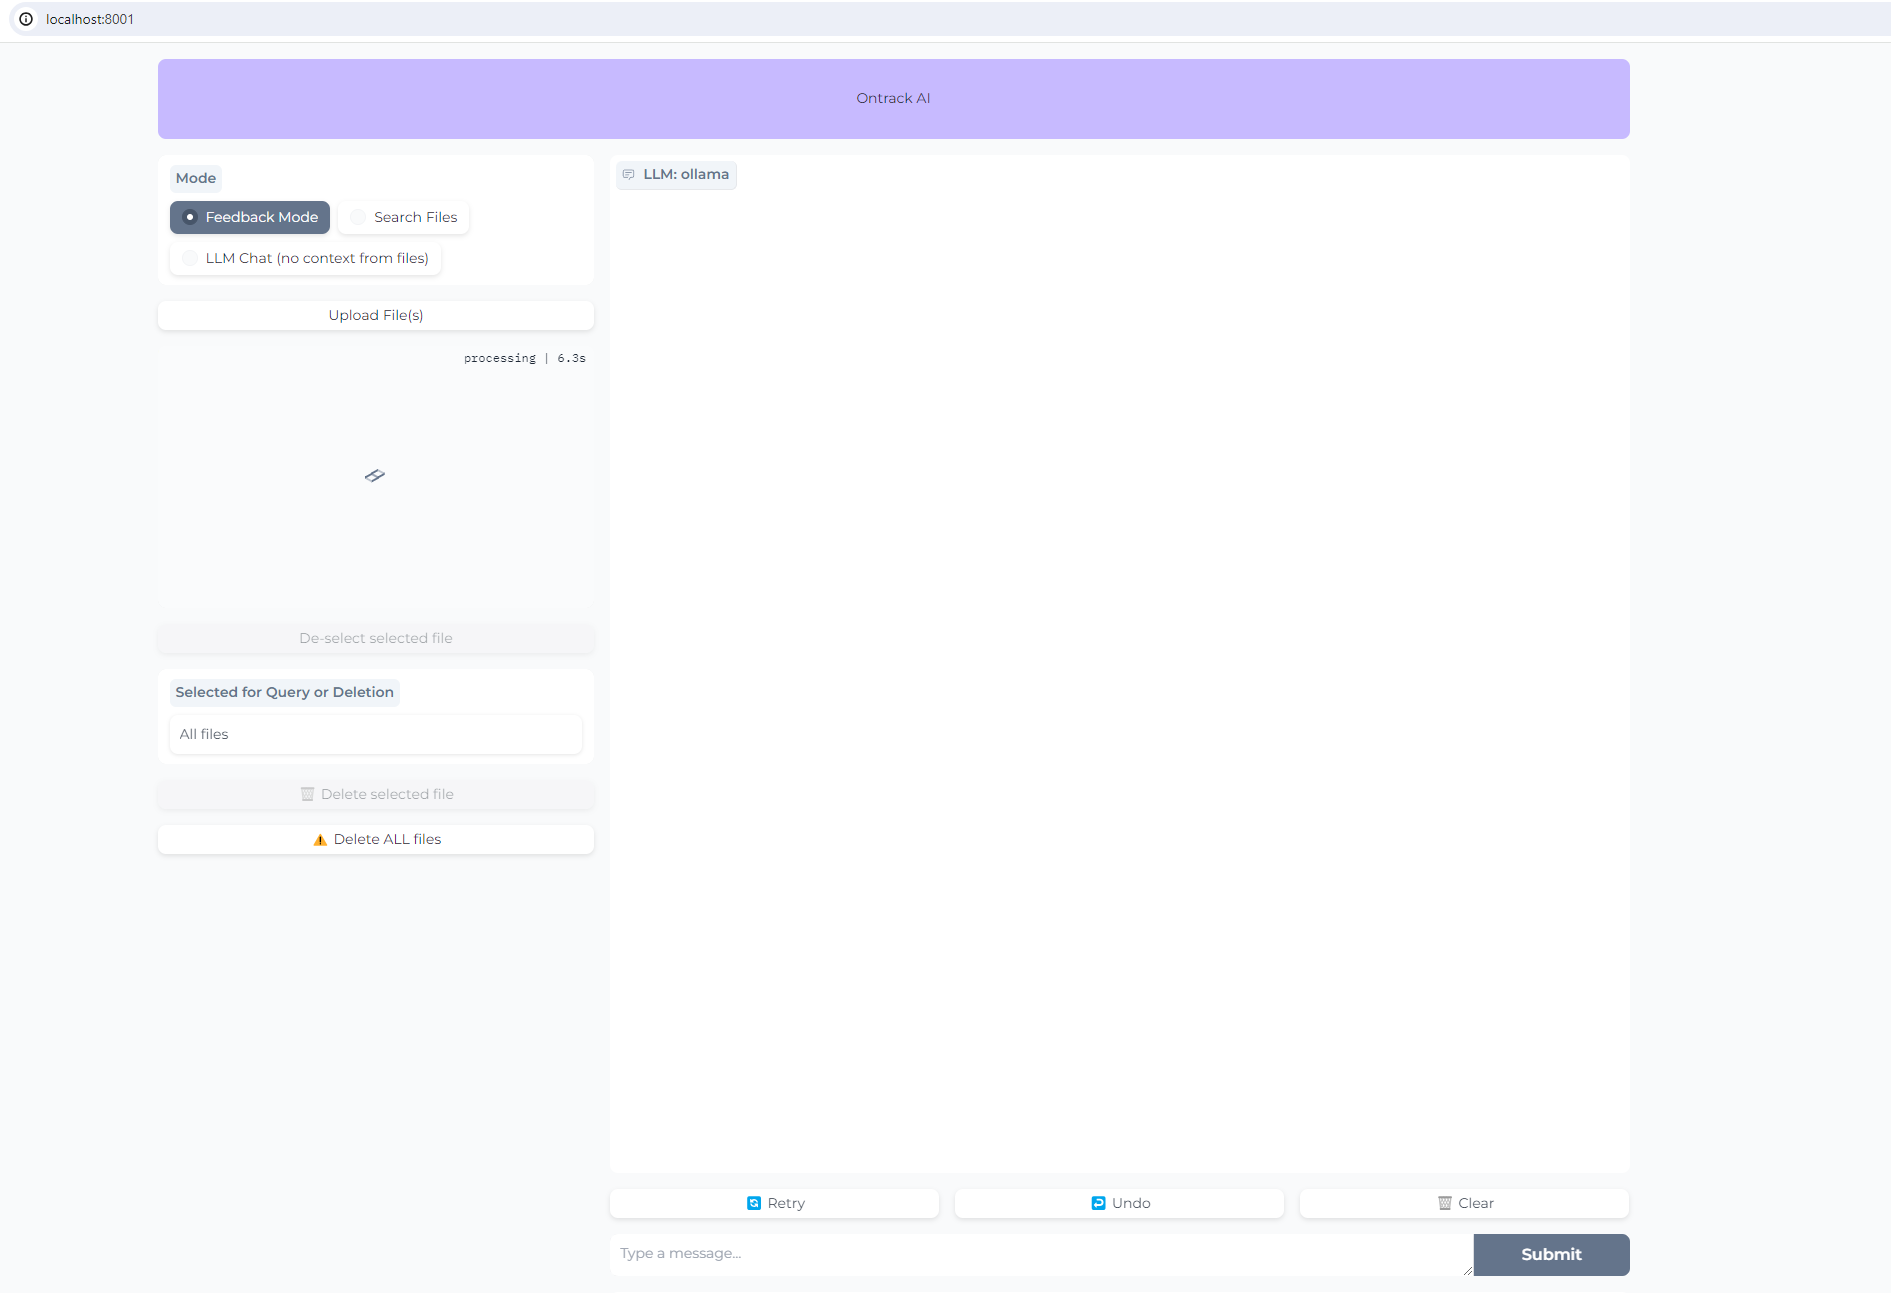 localhost:8001
Ontrack AI
Mode
Feedback Mode
Search Files
LLM Chat (no context from files)
Upload File(s)
processing | 6.3s
De-select selected file
Selected for Query or Deletion
All files
Delete selected file
Delete ALL files
LLM: ollama
Retry
Undo
Clear
Type a message...
Submit